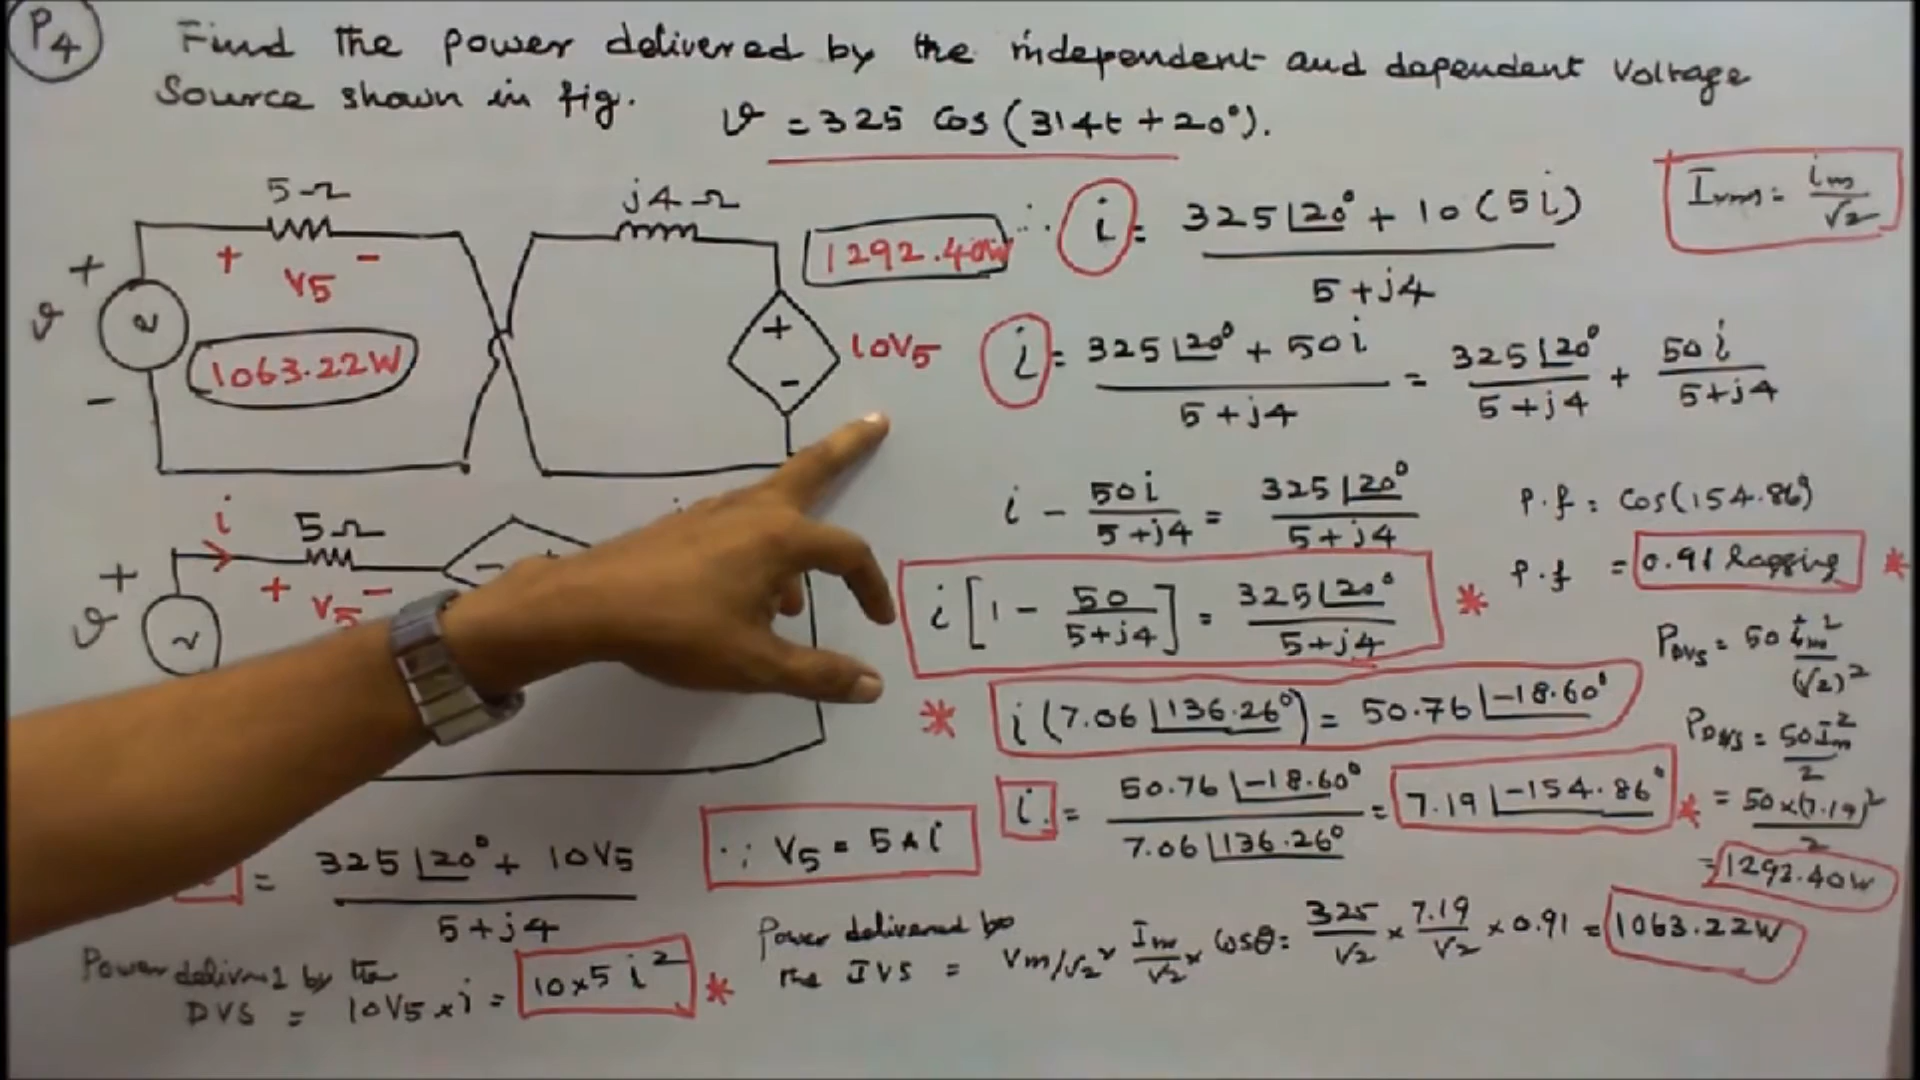 P4
Find the power delivered by the independent and dependent Voltage
Source shown in fig.
v = 325 cos(314t + 20°).
5Ω
+ V5 -
j4Ω
1292.40W
+
v
-
~
1063.22W
+
-
10V5
∴ i = 325∠20° + 10(5i) / 5+j4
Irms = im/√2
i = 325∠20° + 50i / 5+j4 = 325∠20° / 5+j4 + 50i / 5+j4
i - 50i / 5+j4 = 325∠20° / 5+j4
i [1 - 50 / 5+j4] = 325∠20° / 5+j4 *
* i (7.06∠136.26°) = 50.76∠-18.60°
i = 50.76∠-18.60° / 7.06∠136.26° = 7.19∠-154.86° *
P.f = cos(154.86)
P.f = 0.91 lagging *
PDVS = 50 im² / (√2)²
PDVS = 50Im² / 2
= 50×(7.19)² / 2
= 1292.40W
i
5Ω
+ V5 -
-
+
v
~
= 325∠20° + 10V5 / 5+j4
∵ V5 = 5*i
Power delivered by the
DVS = 10V5 × i = 10×5 i² *
Power delivered by
the IVS = Vm/√2 × Im/√2 × cosθ = 325/√2 × 7.19/√2 × 0.91 = 1063.22W